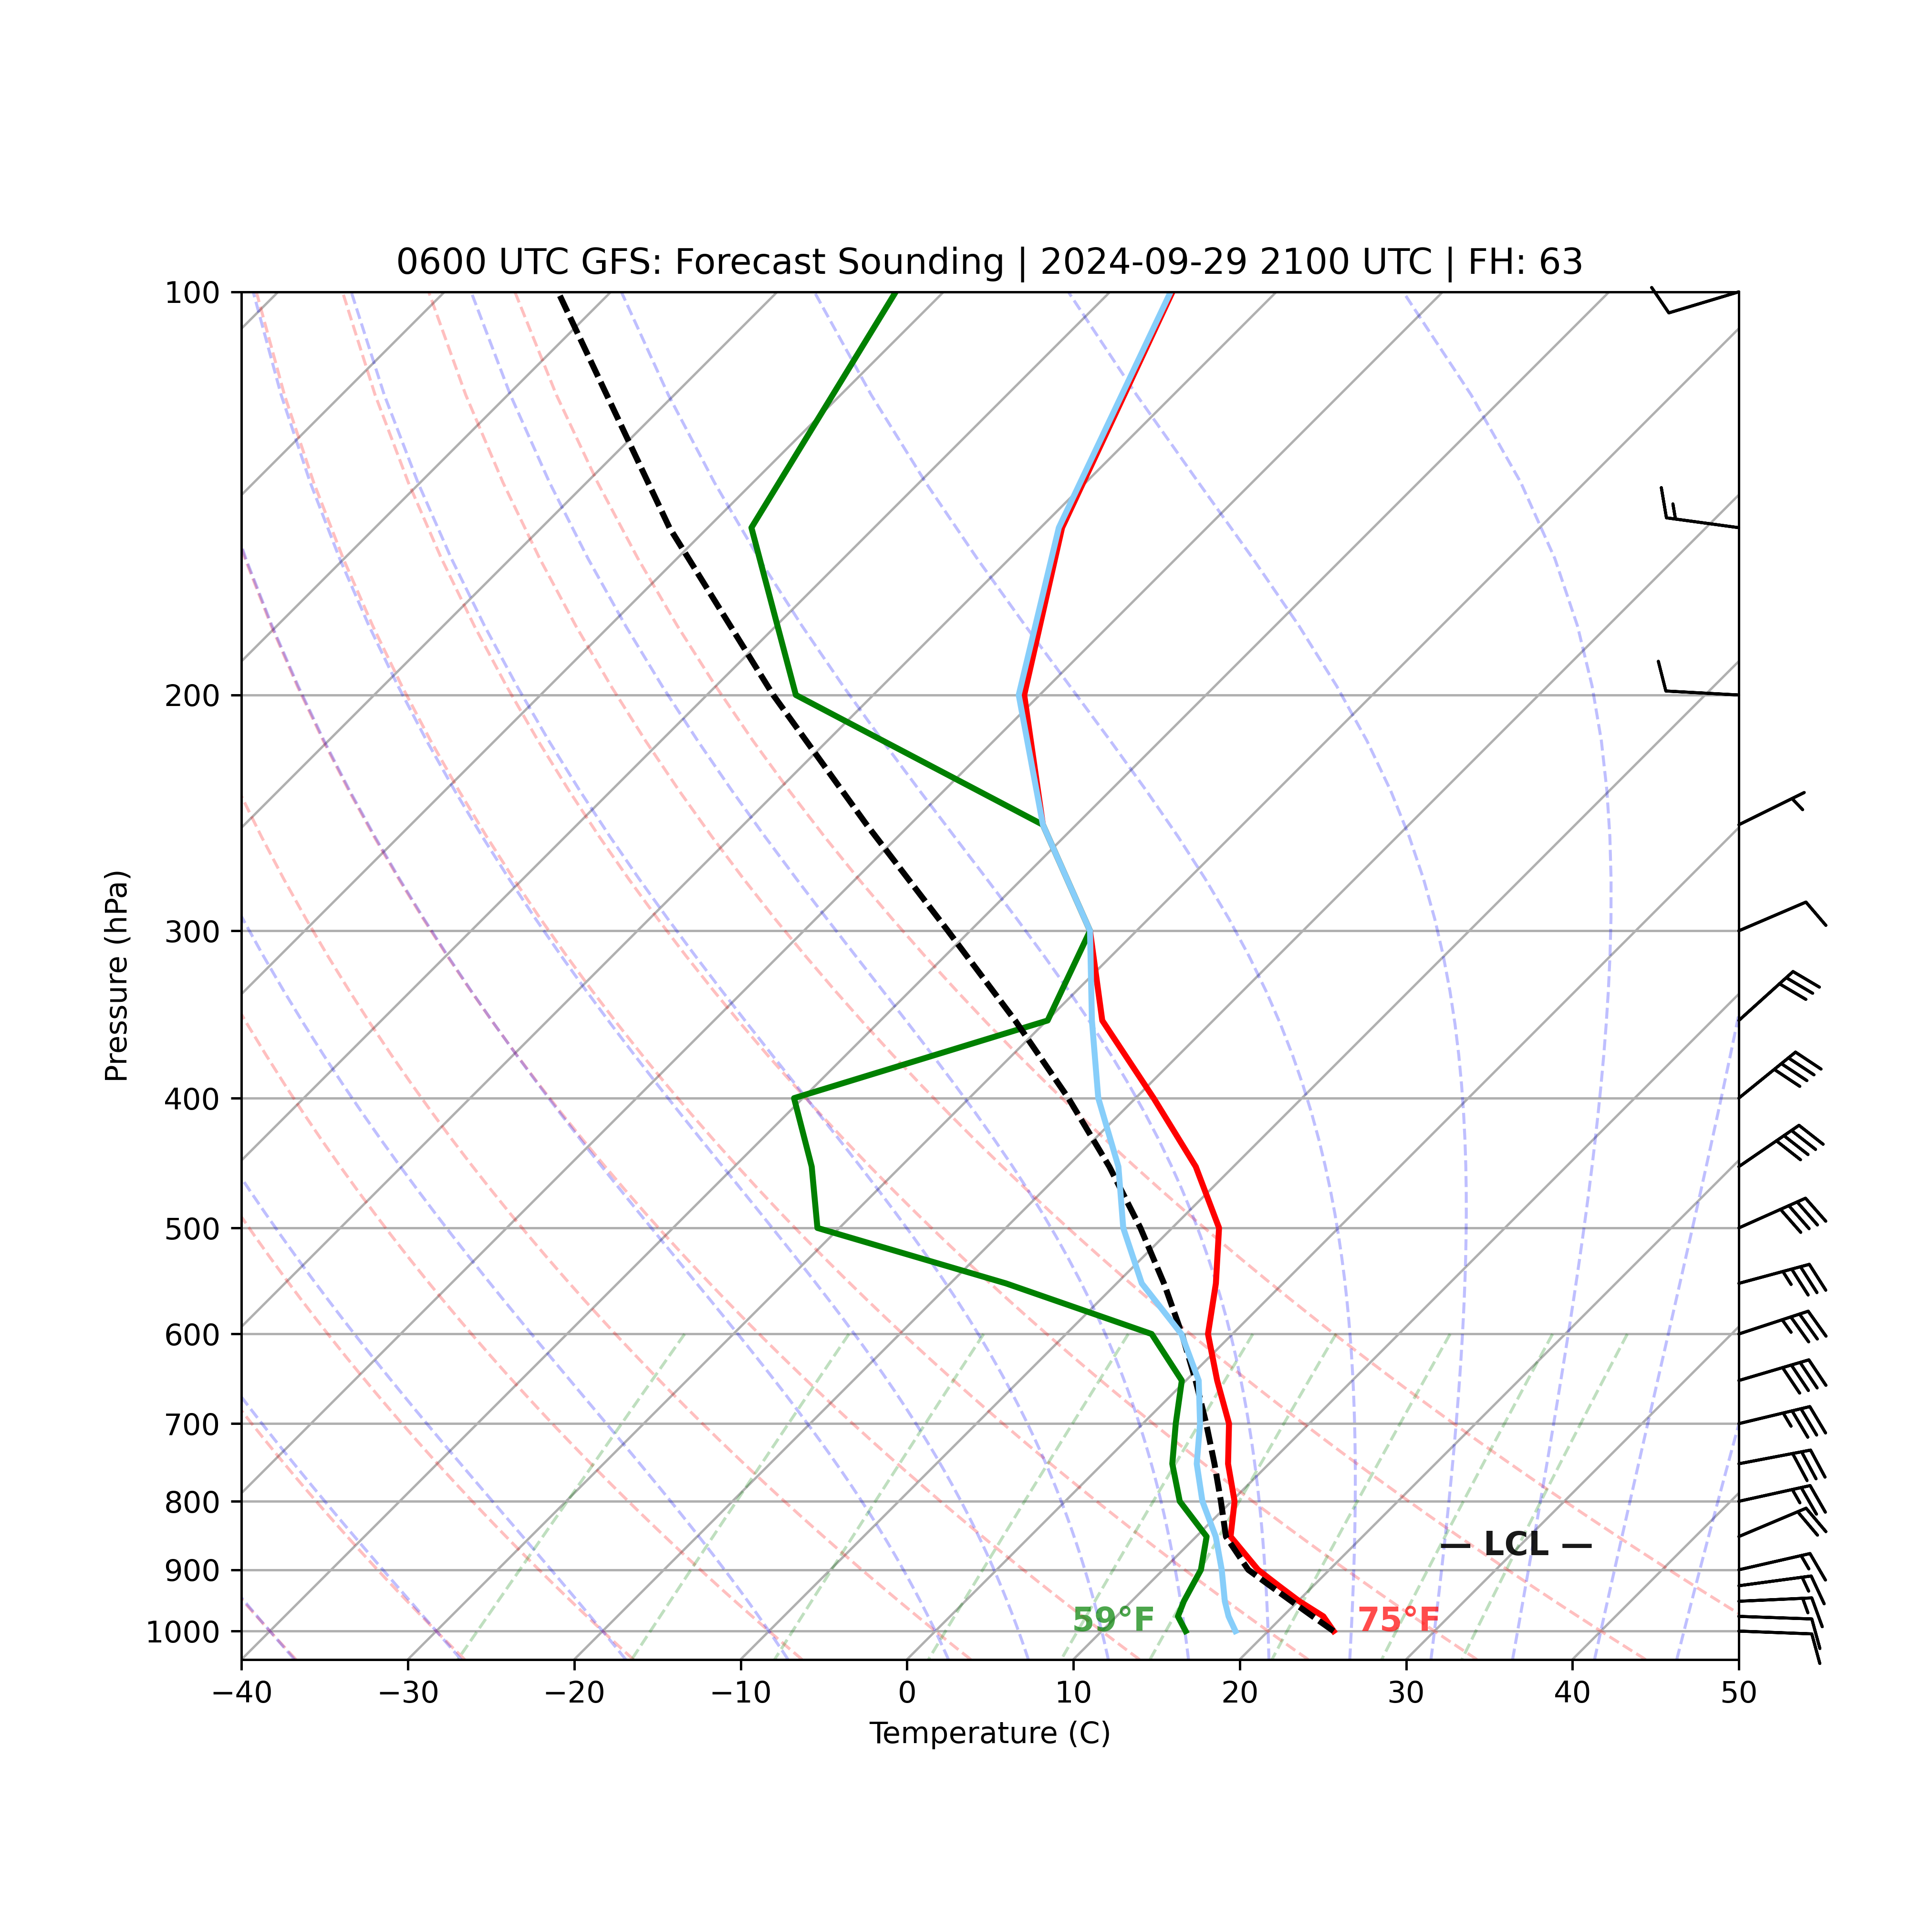 0600 UTC GFS: Forecast Sounding | 2024-09-29 2100 UTC | FH: 63
100
200
300
400
500
600
700
800
900
1000
Pressure (hPa)
— LCL —
59°F
75°F
−40 −30 −20 −10 0 10 20 30 40 50
Temperature (C)